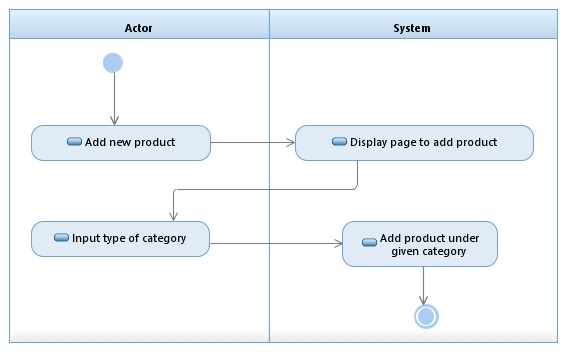 Actor
System
Add new product
Display page to add product
Input type of category
Add product under
given category